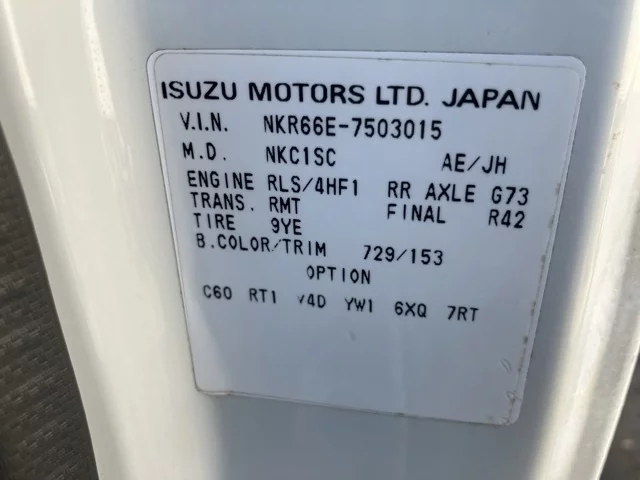 ISUZU MOTORS LTD. JAPAN
V.I.N. NKR66E-7503015
M.D. NKC1SC AE/JH
ENGINE RLS/4HF1 RR AXLE G73
TRANS. RMT FINAL R42
TIRE 9YE
B.COLOR/TRIM 729/153
OPTION
C60 RT1 V4D YW1 6XQ 7RT